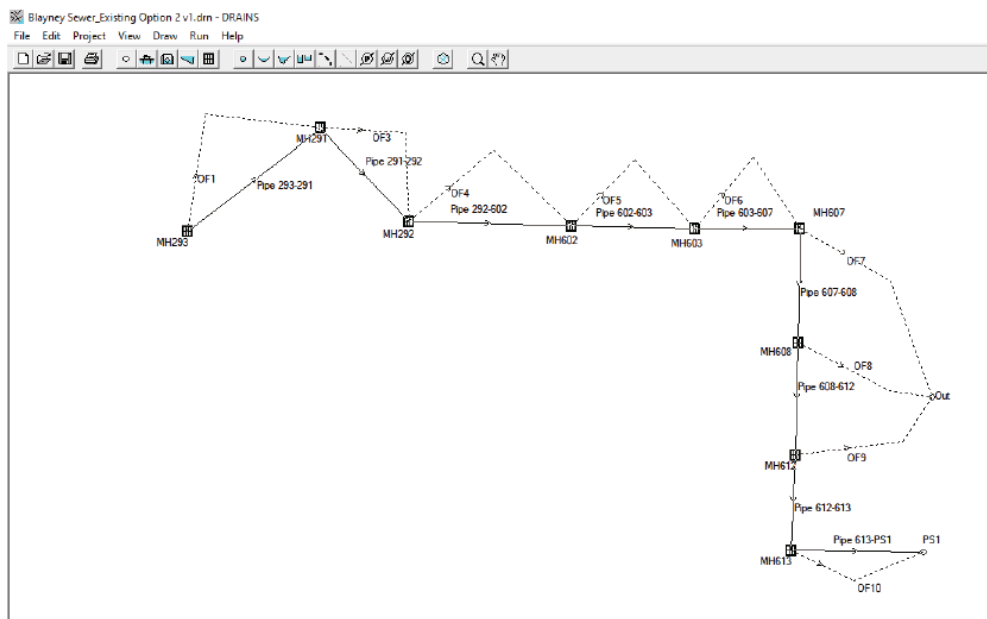 Blayney Sewer_Existing Option 2 v1.drn - DRAINS
File Edit Project View Draw Run Help
MH291
OF3
OF1
Pipe 293-291
Pipe 291-292
MH293
OF4
Pipe 292-602
MH292
MH602
OF5
Pipe 602-603
MH603
OF6
Pipe 603-607
MH607
OF7
Pipe 607-608
MH608
OF8
Pipe 608-612
Out
MH612
OF9
Pipe 612-613
Pipe 613-PS1
PS1
MH613
OF10